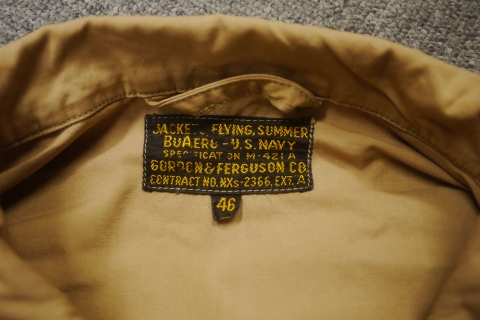 JACKET, FLYING, SUMMER
BUAERO - U.S. NAVY
SPECIFICATION M-421A
GORDON & FERGUSON CO.
CONTRACT NO. NXs-2366, EXT. "A"
46